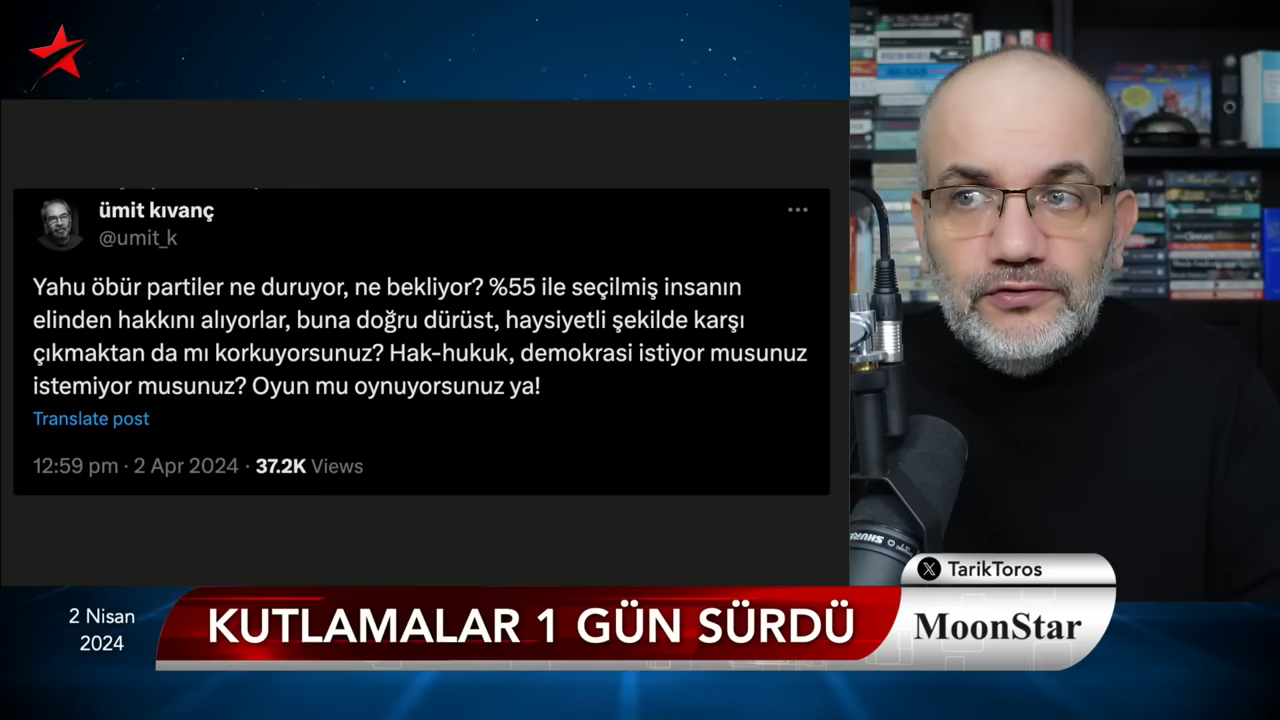 ümit kıvanç
@umit_k
Yahu öbür partiler ne duruyor, ne bekliyor? %55 ile seçilmiş insanın
elinden hakkını alıyorlar, buna doğru dürüst, haysiyetli şekilde karşı
çıkmaktan da mı korkuyorsunuz? Hak-hukuk, demokrasi istiyor musunuz
istemiyor musunuz? Oyun mu oynuyorsunuz ya!
Translate post
12:59 pm · 2 Apr 2024 · 37.2K Views
SHURE
TarikToros
2 Nisan
2024
KUTLAMALAR 1 GÜN SÜRDÜ
MoonStar